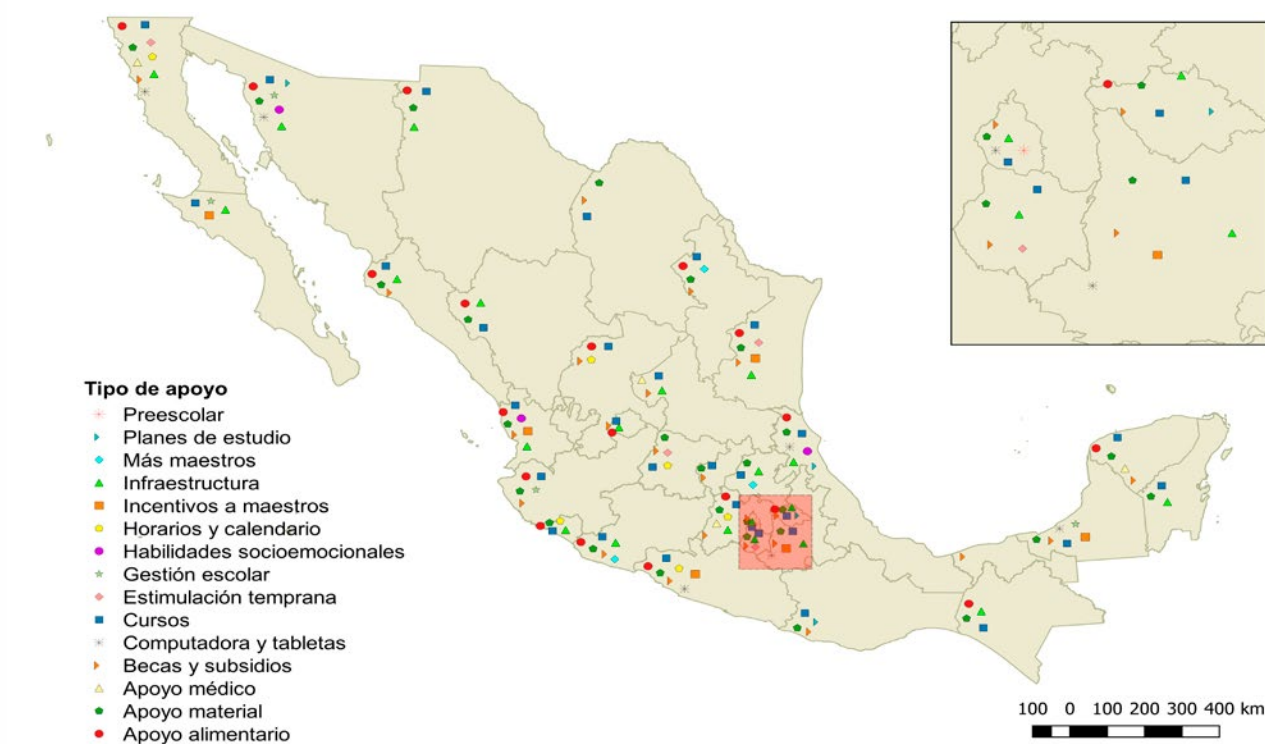 Tipo de apoyo
Preescolar
Planes de estudio
Más maestros
Infraestructura
Incentivos a maestros
Horarios y calendario
Habilidades socioemocionales
Gestión escolar
Estimulación temprana
Cursos
Computadora y tabletas
Becas y subsidios
Apoyo médico
Apoyo material
Apoyo alimentario
100 0 100 200 300 400 km